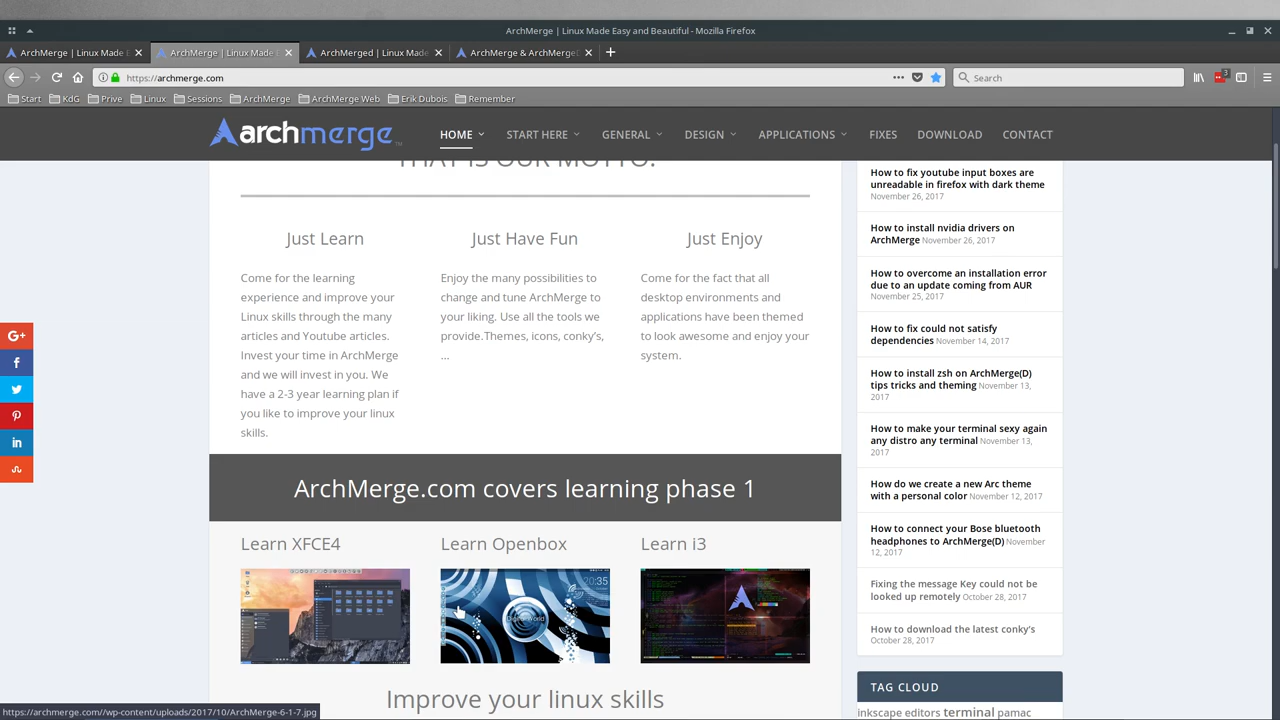 ArchMerge | Linux Made Easy and Beautiful - Mozilla Firefox
ArchMerge | Linux Made E
ArchMerge | Linux Made E
ArchMerged | Linux Made
ArchMerge & ArchMergeD
https://archmerge.com
Search
3
Start
KdG
Prive
Linux
Sessions
ArchMerge
ArchMerge Web
Erik Dubois
Remember
archmerge™
HOME
START HERE
GENERAL
DESIGN
APPLICATIONS
FIXES
DOWNLOAD
CONTACT
THAT IS OUR MOTTO.
Just Learn
Come for the learning
experience and improve your
Linux skills through the many
articles and Youtube articles.
Invest your time in ArchMerge
and we will invest in you. We
have a 2-3 year learning plan if
you like to improve your linux
skills.
Just Have Fun
Enjoy the many possibilities to
change and tune ArchMerge to
your liking. Use all the tools we
provide.Themes, icons, conky's,
...
Just Enjoy
Come for the fact that all
desktop environments and
applications have been themed
to look awesome and enjoy your
system.
ArchMerge.com covers learning phase 1
Learn XFCE4
Learn Openbox
Learn i3
20:35
Improve your linux skills
How to fix youtube input boxes are
unreadable in firefox with dark theme
November 26, 2017
How to install nvidia drivers on
ArchMerge November 26, 2017
How to overcome an installation error
due to an update coming from AUR
November 25, 2017
How to fix could not satisfy
dependencies November 14, 2017
How to install zsh on ArchMerge(D)
tips tricks and theming November 13,
2017
How to make your terminal sexy again
any distro any terminal November 13,
2017
How do we create a new Arc theme
with a personal color November 12, 2017
How to connect your Bose bluetooth
headphones to ArchMerge(D) November
12, 2017
Fixing the message Key could not be
looked up remotely October 28, 2017
How to download the latest conky's
October 28, 2017
TAG CLOUD
inkscape editors terminal pamac
G+
https://archmerge.com//wp-content/uploads/2017/10/ArchMerge-6-1-7.jpg